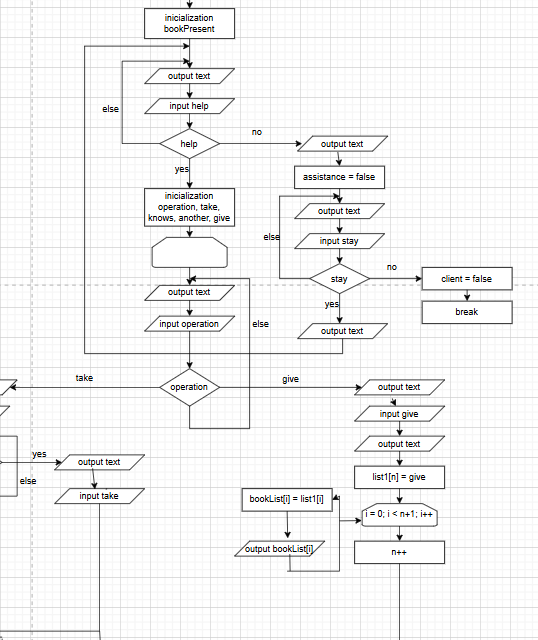 inicialization
bookPresent
output text
else
input help
no
help
output text
yes
assistance = false
inicialization
operation, take,
knows, another, give
output text
else
input stay
no
stay
client = false
output text
yes
break
input operation
else
output text
take
give
operation
output text
input give
output text
yes
output text
list1[n] = give
else
input take
bookList[i] = list1[i]
i = 0; i < n+1; i++
output bookList[i]
n++